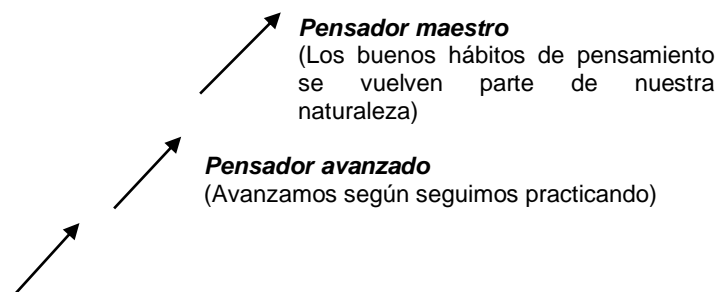 Pensador maestro
(Los buenos hábitos de pensamiento
se vuelven parte de nuestra
naturaleza)
Pensador avanzado
(Avanzamos según seguimos practicando)